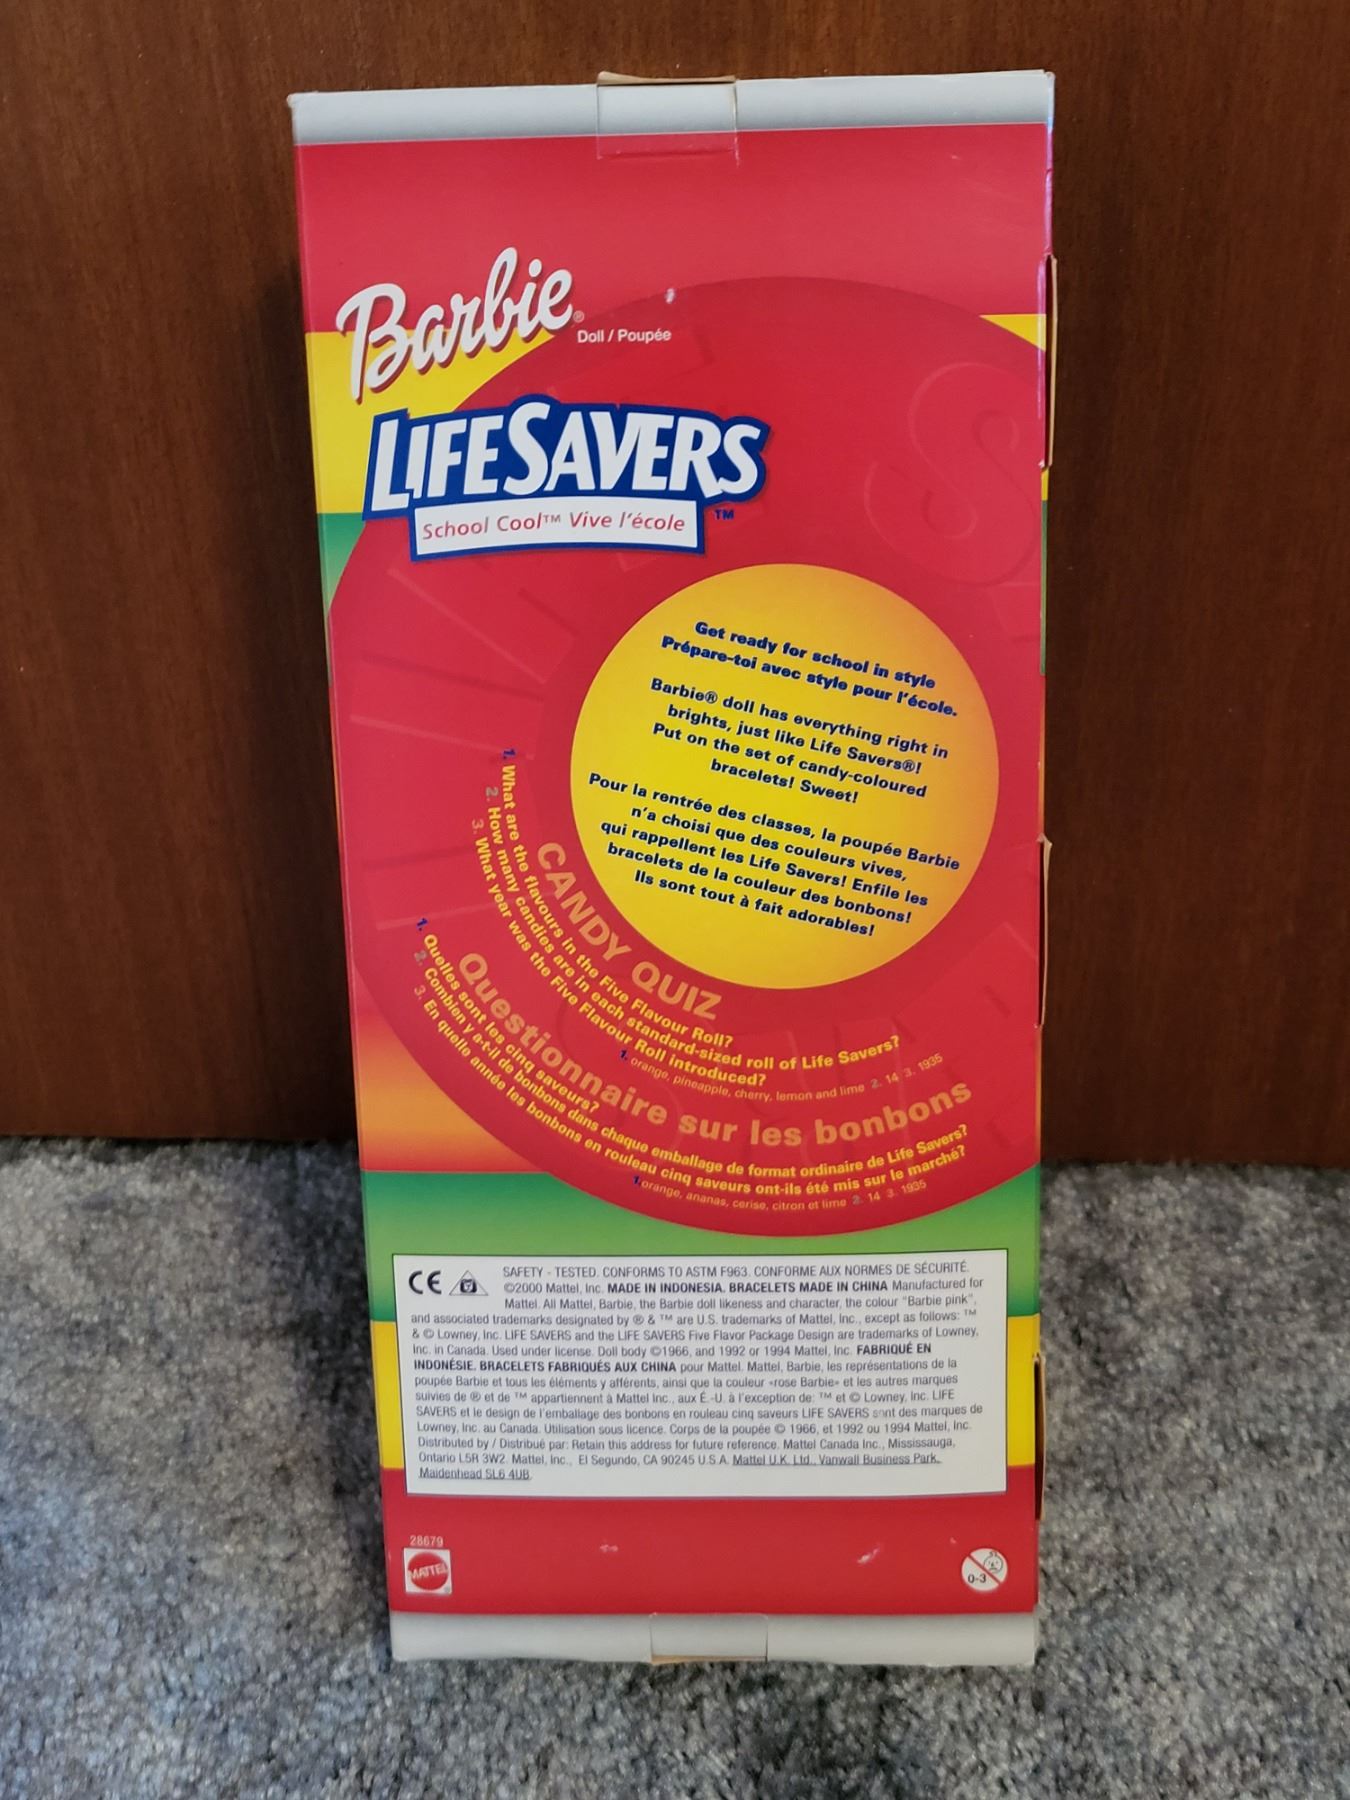 Barbie®
Doll / Poupée
LIFESAVERS
School Cool™ Vive l'école
™
Get ready for school in style
Prépare-toi avec style pour l'école.
Barbie® doll has everything right in
brights, just like Life Savers®!
Put on the set of candy-coloured
bracelets! Sweet!
Pour la rentrée des classes, la poupée Barbie
n'a choisi que des couleurs vives,
qui rappellent les Life Savers! Enfile les
bracelets de la couleur des bonbons!
Ils sont tout à fait adorables!
CANDY QUIZ
1. What are the flavours in the Five Flavour Roll?
2. How many candies are in each standard-sized roll of Life Savers?
3. What year was the Five Flavour Roll introduced?
1. orange, pineapple, cherry, lemon and lime 2. 14 3. 1935
Questionnaire sur les bonbons
1. Quelles sont les cinq saveurs?
2. Combien y a-t-il de bonbons dans chaque emballage de format ordinaire de Life Savers?
3. En quelle année les bonbons en rouleau cinq saveurs ont-ils été mis sur le marché?
1. orange, ananas, cerise, citron et lime 2. 14 3. 1935
CE SAFETY - TESTED. CONFORMS TO ASTM F963. CONFORME AUX NORMES DE SÉCURITÉ.
©2000 Mattel, Inc. MADE IN INDONESIA. BRACELETS MADE IN CHINA Manufactured for
Mattel. All Mattel, Barbie, the Barbie doll likeness and character, the colour "Barbie pink",
and associated trademarks designated by ® & ™ are U.S. trademarks of Mattel, Inc., except as follows: ™
& © Lowney, Inc. LIFE SAVERS and the LIFE SAVERS Five Flavor Package Design are trademarks of Lowney,
Inc. in Canada. Used under license. Doll body ©1966, and 1992 or 1994 Mattel, Inc. FABRIQUÉ EN
INDONÉSIE. BRACELETS FABRIQUÉS AUX CHINA pour Mattel. Mattel, Barbie, les représentations de la
poupée Barbie et tous les éléments y afférents, ainsi que la couleur «rose Barbie» et les autres marques
suivies de ® et de ™ appartiennent à Mattel Inc., aux É.-U. à l'exception de: ™ et © Lowney, Inc. LIFE
SAVERS et le design de l'emballage des bonbons en rouleau cinq saveurs LIFE SAVERS sont des marques de
Lowney, Inc. au Canada. Utilisation sous licence. Corps de la poupée © 1966, et 1992 ou 1994 Mattel, Inc.
Distributed by / Distribué par: Retain this address for future reference. Mattel Canada Inc., Mississauga,
Ontario L5R 3W2. Mattel, Inc., El Segundo, CA 90245 U.S.A. Mattel U.K. Ltd., Vanwall Business Park,
Maidenhead SL6 4UB.
28679
MATTEL
0-3